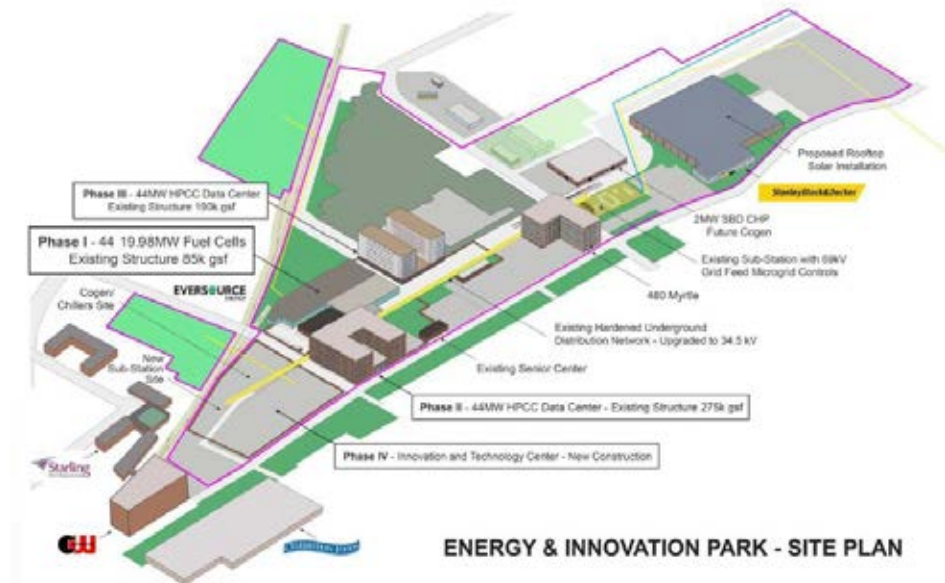 Proposed Rooftop
Solar Installation
StanleyBlack&Decker
Phase III - 44MW HPCC Data Center
Existing Structure 190k gsf
2MW SBD CHP
Future Cogen
Phase I - 44 19.98MW Fuel Cells
Existing Structure 85k gsf
Existing Sub-Station with 69kV
Grid Feed Microgrid Controls
Cogen/
Chillers Site
EVERSOURCE
ENERGY
480 Myrtle
Existing Hardened Underground
Distribution Network - Upgraded to 34.5 kV
New
Sub-Station
Site
Existing Senior Center
Phase II - 44MW HPCC Data Center - Existing Structure 275k gsf
Phase IV - Innovation and Technology Center - New Construction
Starling
ENERGY & INNOVATION PARK - SITE PLAN